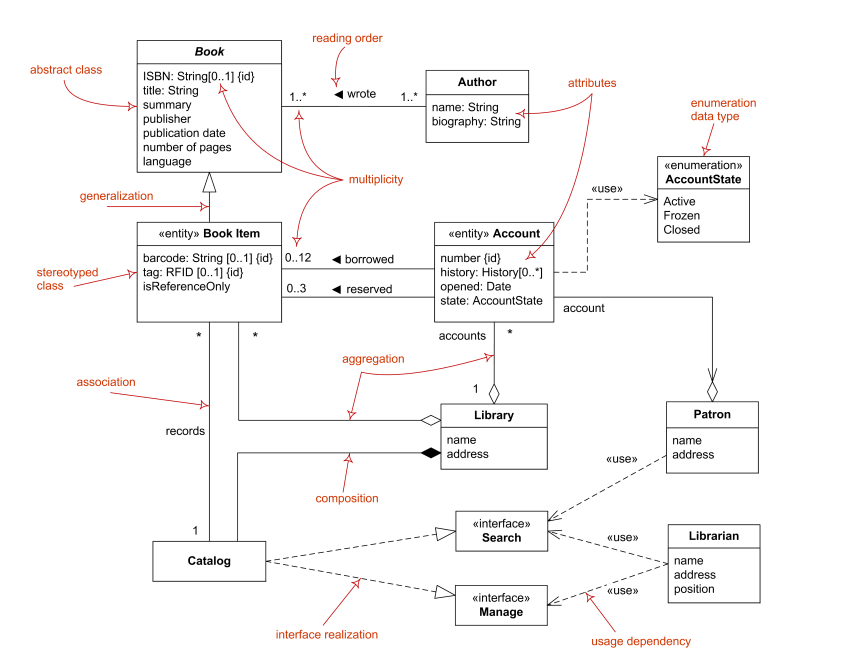 reading order
Book
abstract class
ISBN: String[0..1] {id}
title: String
summary
publisher
publication date
number of pages
language
1..*
◄ wrote
1..*
Author
name: String
biography: String
attributes
enumeration
data type
«enumeration»
AccountState
Active
Frozen
Closed
multiplicity
generalization
«use»
«entity» Book Item
barcode: String [0..1] {id}
tag: RFID [0..1] {id}
isReferenceOnly
stereotyped
class
0..12
◄ borrowed
0..3
◄ reserved
«entity» Account
number {id}
history: History[0..*]
opened: Date
state: AccountState
account
*
*
accounts
*
aggregation
association
1
records
Library
name
address
Patron
name
address
«use»
composition
1
Catalog
«interface»
Search
«use»
Librarian
name
address
position
«interface»
Manage
«use»
interface realization
usage dependency